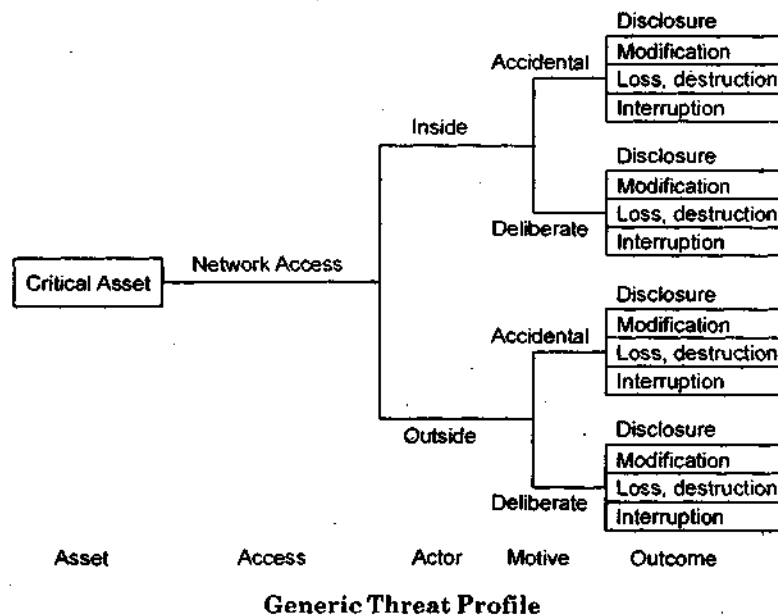 Disclosure
Modification
Accidental
Loss, destruction
Interruption
Inside
Disclosure
Modification
Loss, destruction
Deliberate
Interruption
Network Access
Critical Asset
Disclosure
Modification
Accidental
Loss, destruction
Interruption
Outside
Disclosure
Modification
Loss, destruction
Deliberate
Interruption
Asset Access Actor Motive Outcome
Generic Threat Profile